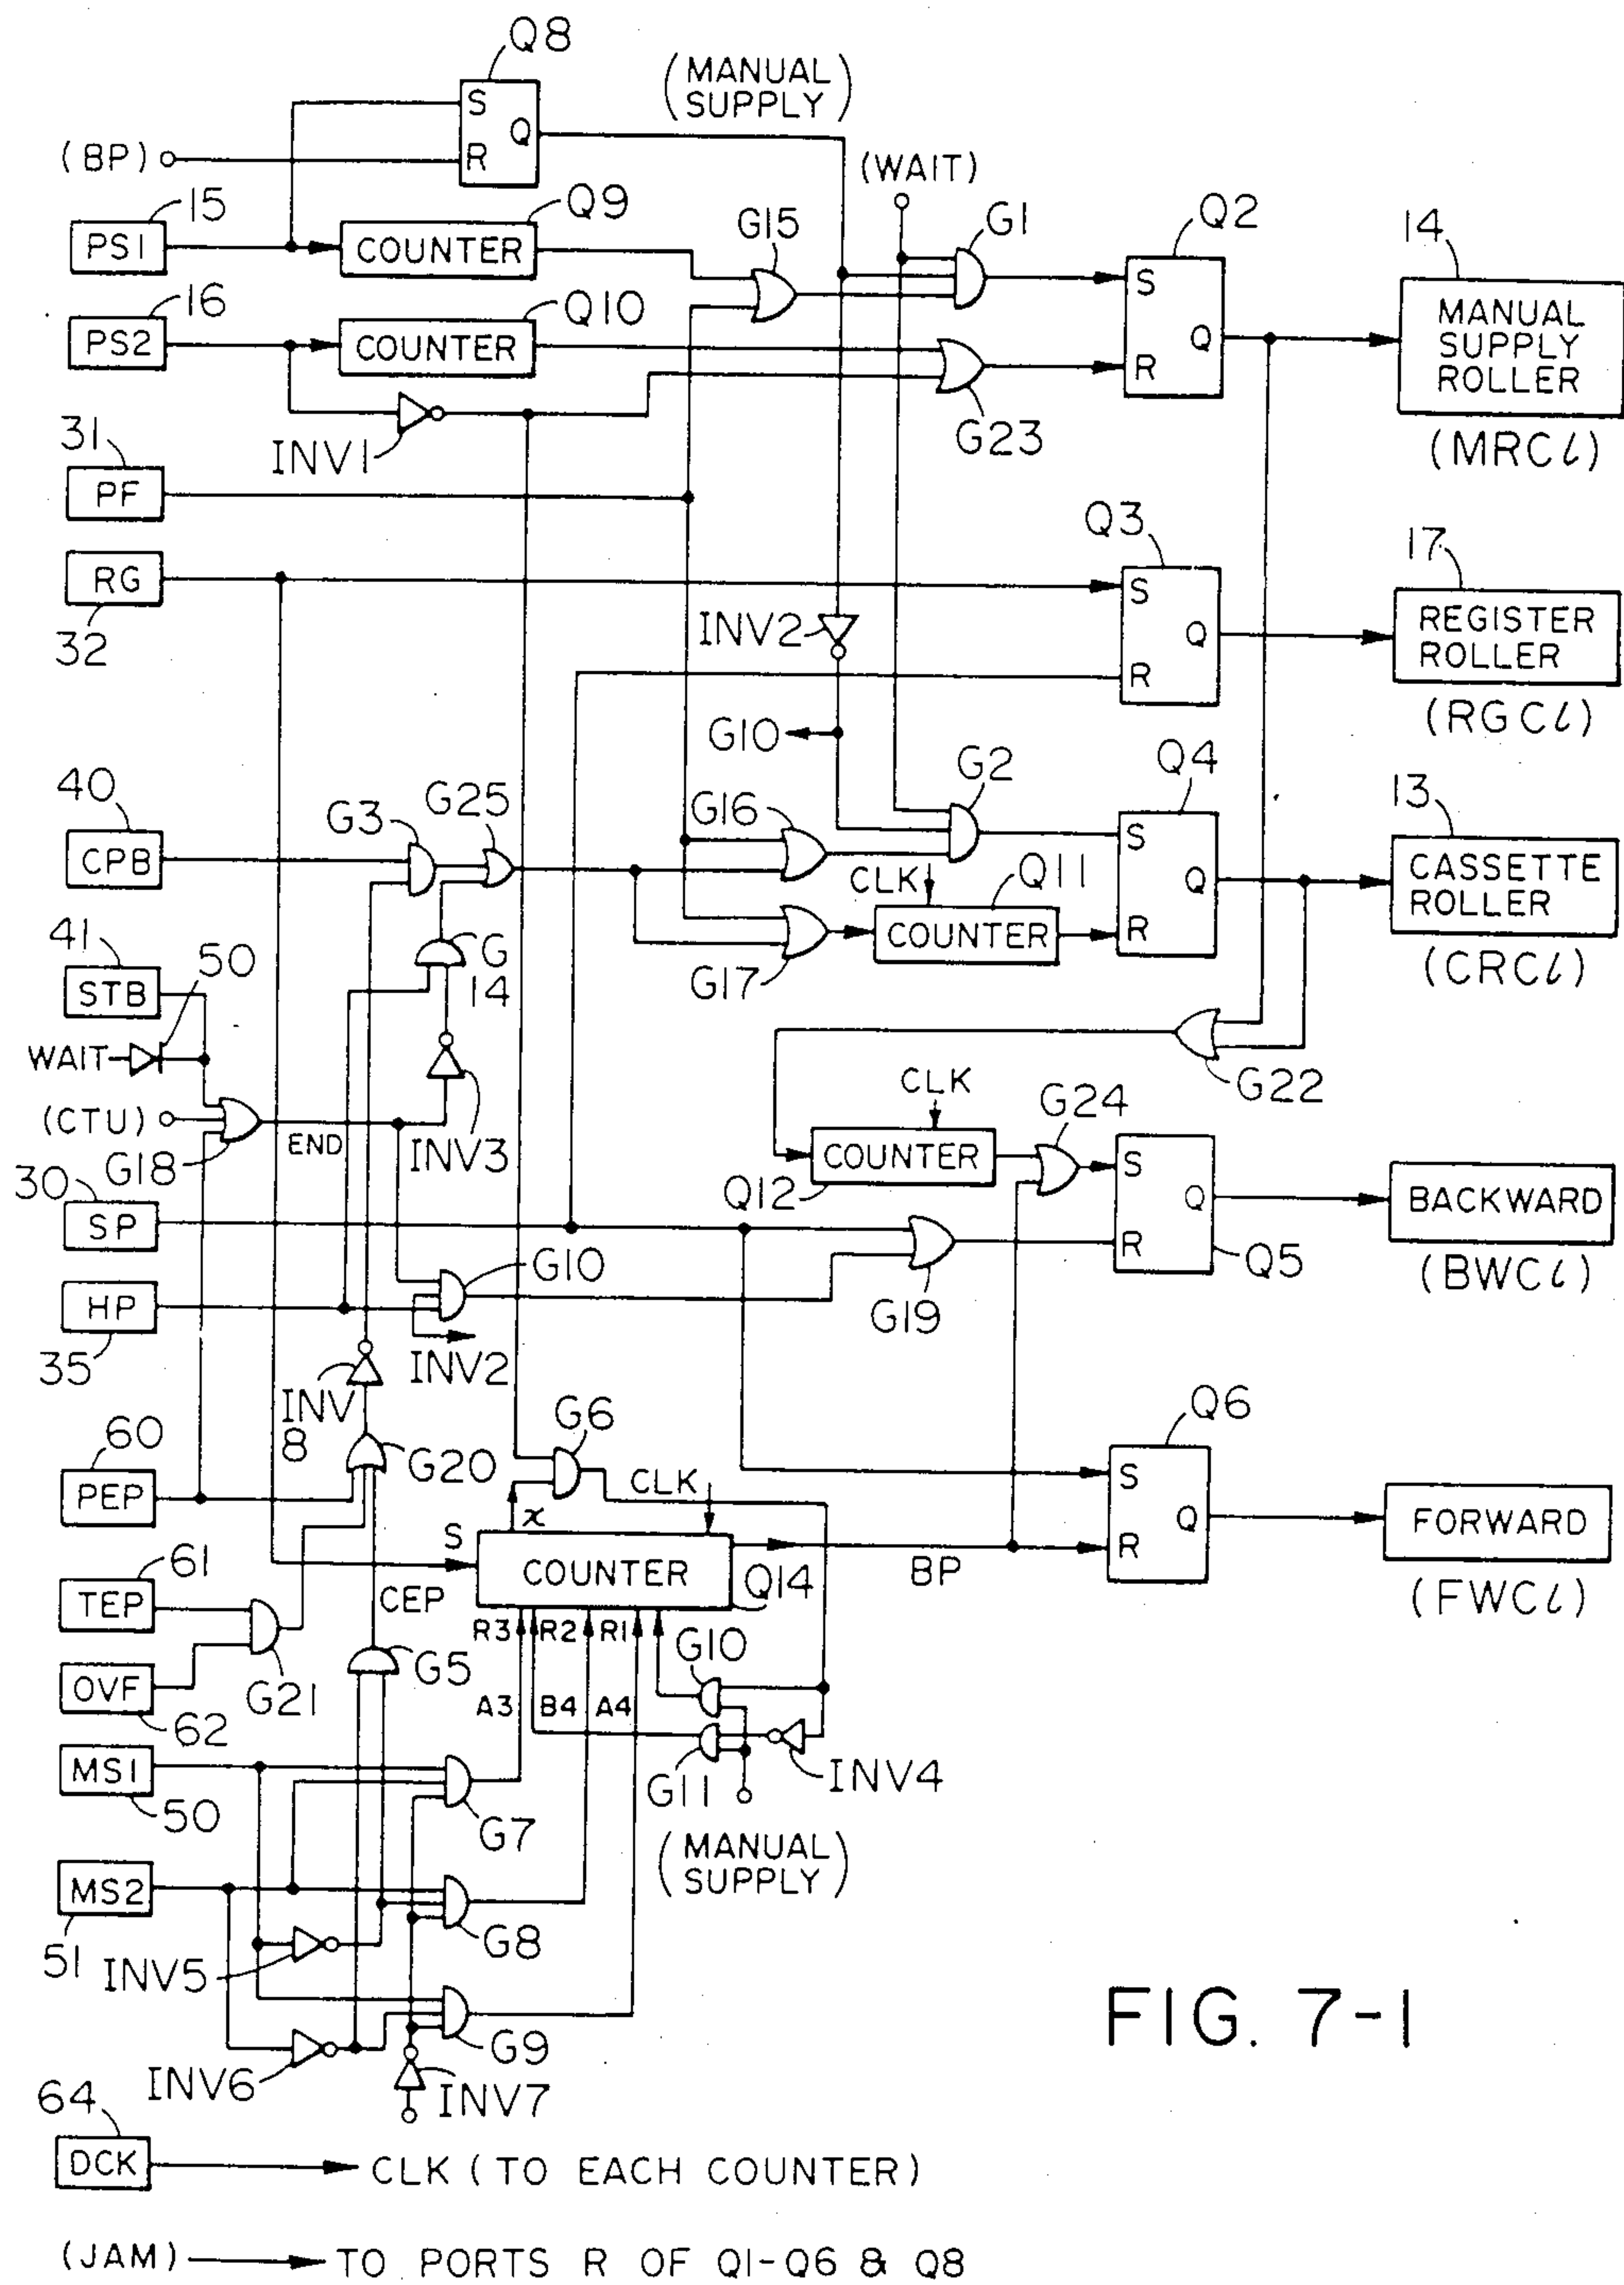 Q8
(MANUAL SUPPLY)
S
Q
R
(BP)
(WAIT)
15
PS1
Q9
COUNTER
G15
G1
Q2
S
Q
R
14
MANUAL
SUPPLY
ROLLER
(MRCl)
16
PS2
Q10
COUNTER
G23
INV1
31
PF
Q3
S
Q
R
17
REGISTER
ROLLER
(RGCl)
RG
32
INV2
G10
40
CPB
G3
G25
G16
G2
Q4
S
Q
R
13
CASSETTE
ROLLER
(CRCl)
CLK
Q11
COUNTER
G17
G
14
41
STB
50
WAIT
(CTU)
G18
END
INV3
G22
CLK
COUNTER
Q12
G24
S
Q
R
Q5
BACKWARD
(BWCl)
30
SP
G10
G19
HP
35
INV2
INV
8
G20
G6
Q6
S
Q
R
FORWARD
(FWCl)
60
PEP
CLK
x
S
COUNTER
Q14
BP
61
TEP
CEP
R3
R2
R1
G10
G5
OVF
62
G21
A3
B4
A4
G11
INV4
MS1
50
G7
(MANUAL SUPPLY)
MS2
51
G8
INV5
G9
INV6
INV7
FIG. 7-1
64
DCK
CLK (TO EACH COUNTER)
(JAM)
TO PORTS R OF Q1-Q6 & Q8